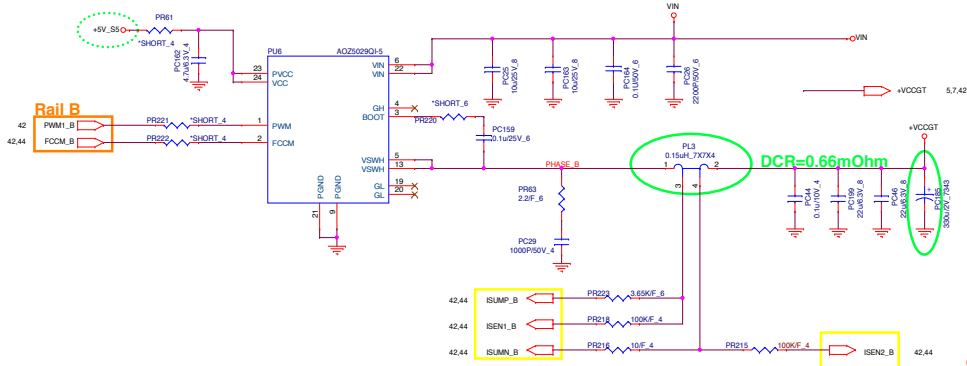 VIN
+5V_S5
PR61
*SHORT_4
PC162
4.7u/6.3V_4
PU6
AOZ5029QI-5
23
24
PVCC
VCC
VIN
VIN
6
22
PC25
10u/25V_8
PC163
10u/25V_8
PC164
0.1U/50V_6
PC26
2200P/50V_6
VIN
+VCCGT
5,7,42
Rail B
42
PWM1_B
PR221
*SHORT_4
1
PWM
42,44
FCCM_B
PR222
*SHORT_4
2
FCCM
GH
4
BOOT
3
*SHORT_6
PR220
PC159
0.1u/25V_6
VSWH
VSWH
5
13
GL
GL
19
20
PGND
PGND
21
9
PHASE_B
PL3
0.15uH_7X7X4
1
2
3
4
DCR=0.66mOhm
+VCCGT
PR63
2.2/F_6
PC29
1000P/50V_4
PC44
0.1u/10V_4
PC199
22u/6.3V_8
PC46
22u/6.3V_8
+
PC185
330u/2V_7343
42,44
ISUMP_B
PR223
3.65K/F_6
42,44
ISEN1_B
PR218
100K/F_4
42,44
ISUMN_B
PR216
10/F_4
PR215
100K/F_4
ISEN2_B
42,44